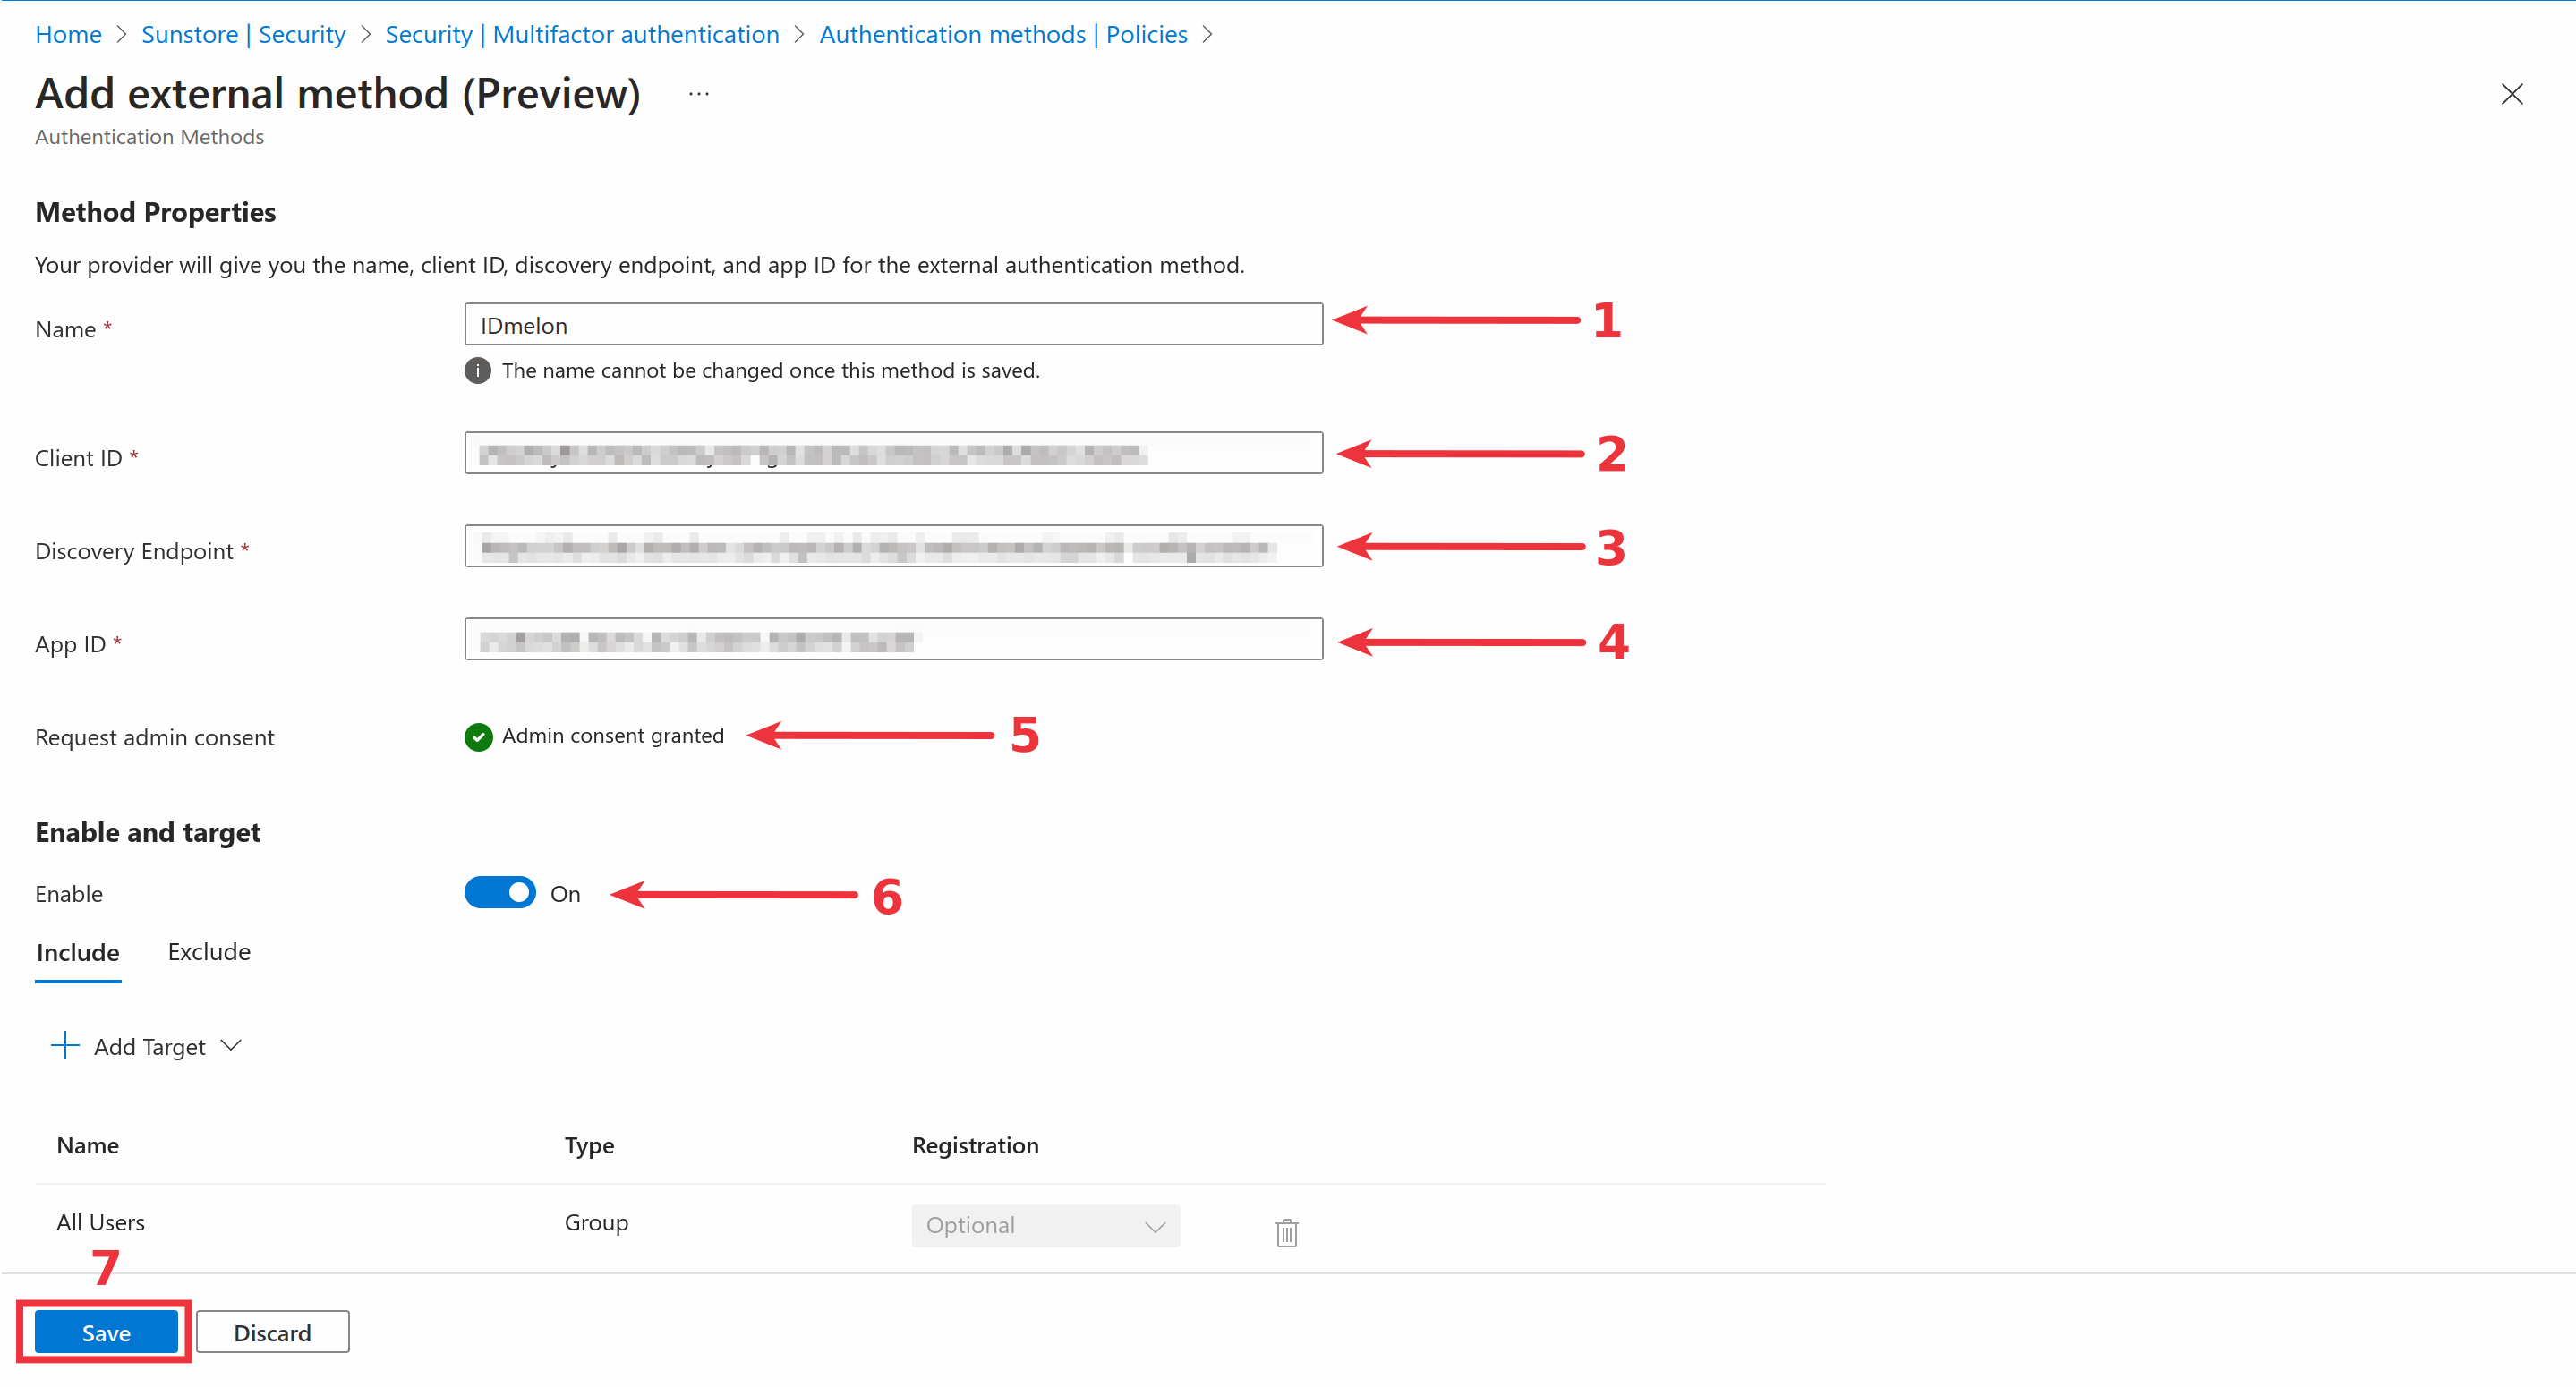 Home > Sunstore | Security > Security | Multifactor authentication > Authentication methods | Policies >
Add external method (Preview) ...
Authentication Methods
Method Properties
Your provider will give you the name, client ID, discovery endpoint, and app ID for the external authentication method.
Name * IDmelon 1
The name cannot be changed once this method is saved.
Client ID * 2
Discovery Endpoint * 3
App ID * 4
Request admin consent Admin consent granted 5
Enable and target
Enable On 6
Include Exclude
Add Target
Name Type Registration
All Users Group Optional
7
Save Discard